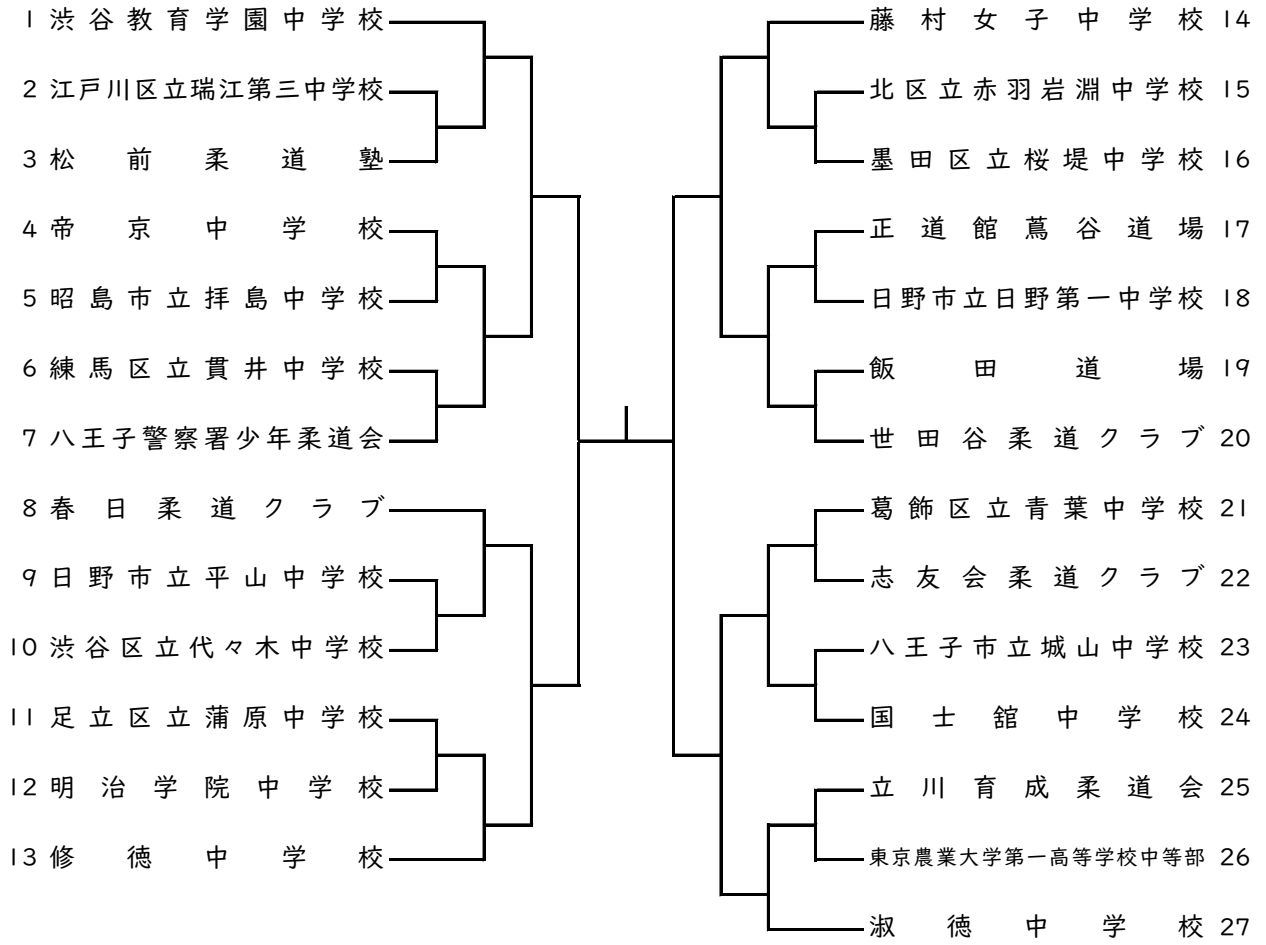 1 渋谷教育学園中学校
2 江戸川区立瑞江第三中学校
3 松前柔道塾
4 帝京中学校
5 昭島市立拝島中学校
6 練馬区立貫井中学校
7 八王子警察署少年柔道会
8 春日柔道クラブ
9 日野市立平山中学校
10 渋谷区立代々木中学校
11 足立区立蒲原中学校
12 明治学院中学校
13 修徳中学校
藤村女子中学校 14
北区立赤羽岩淵中学校 15
墨田区立桜堤中学校 16
正道館蔦谷道場 17
日野市立日野第一中学校 18
飯田道場 19
世田谷柔道クラブ 20
葛飾区立青葉中学校 21
志友会柔道クラブ 22
八王子市立城山中学校 23
国士舘中学校 24
立川育成柔道会 25
東京農業大学第一高等学校中等部 26
淑徳中学校 27